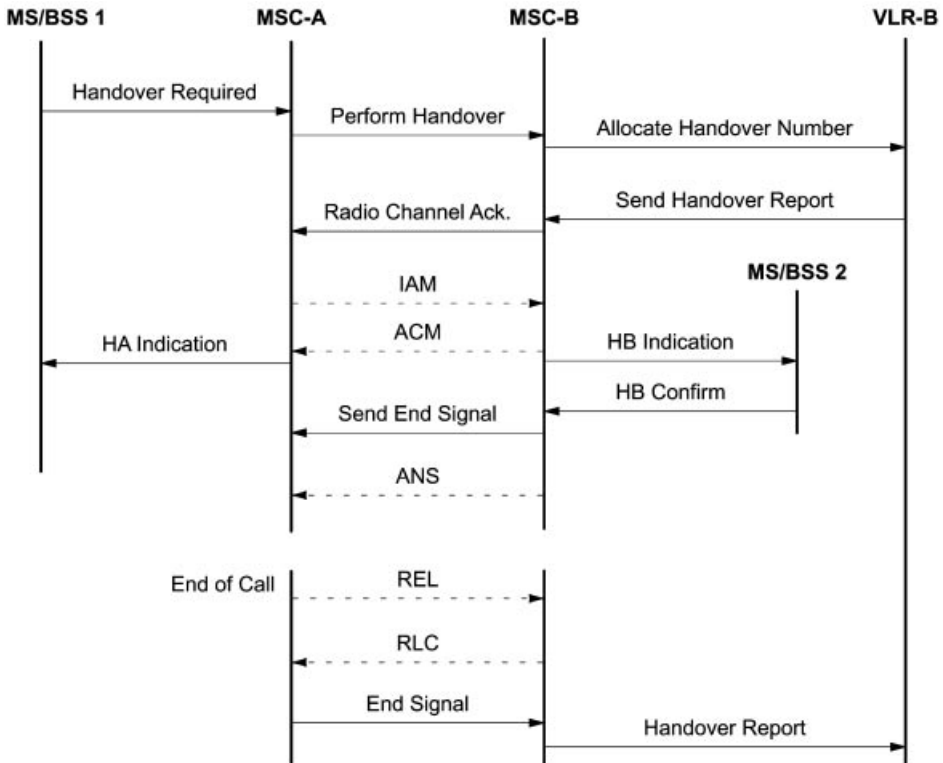 MS/BSS 1
MSC-A
MSC-B
VLR-B
Handover Required
Perform Handover
Allocate Handover Number
Send Handover Report
Radio Channel Ack.
MS/BSS 2
IAM
ACM
HA Indication
HB Indication
HB Confirm
Send End Signal
ANS
End of Call
REL
RLC
End Signal
Handover Report